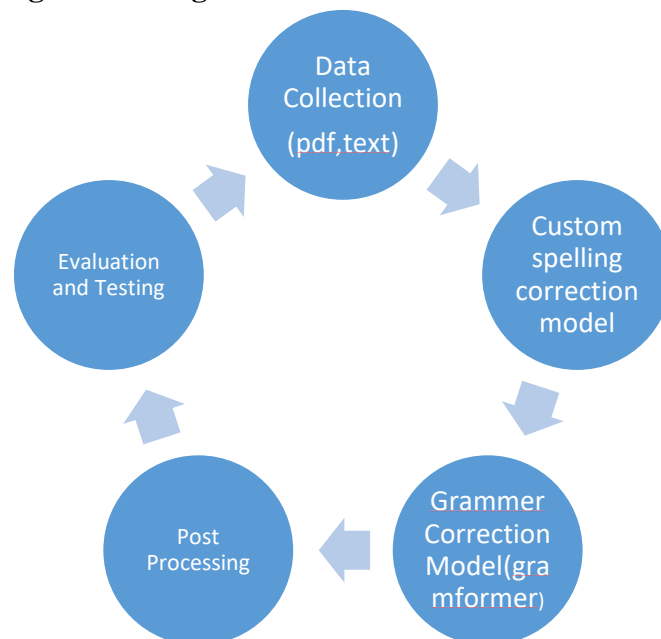 Data
Collection
(pdf,text)
Custom
spelling
correction
model
Grammer
Correction
Model(gra
mformer)
Post
Processing
Evaluation
and Testing